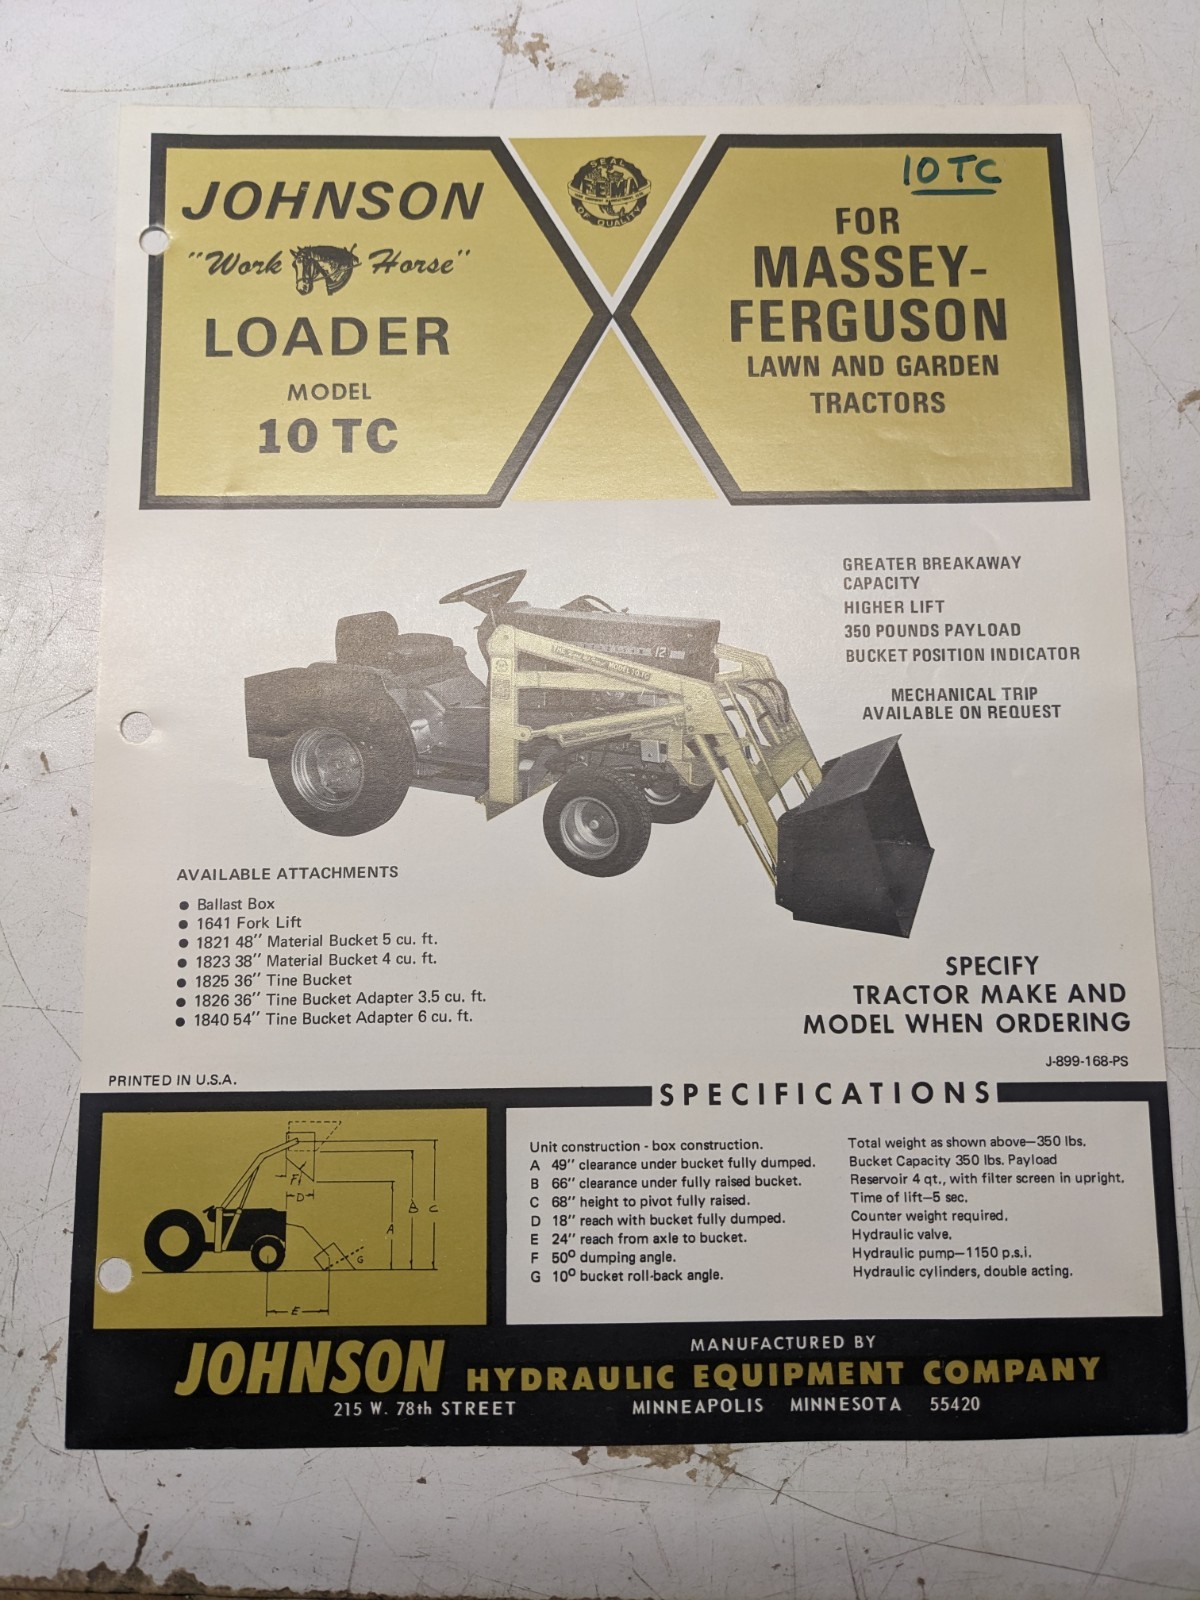 JOHNSON
"Work Horse"
LOADER
MODEL
10 TC
SEAL
FEMA
OF QUALITY
10 TC
FOR
MASSEY-
FERGUSON
LAWN AND GARDEN
TRACTORS
GREATER BREAKAWAY
CAPACITY
HIGHER LIFT
350 POUNDS PAYLOAD
BUCKET POSITION INDICATOR
MECHANICAL TRIP
AVAILABLE ON REQUEST
12
MODEL 10TC
AVAILABLE ATTACHMENTS
● Ballast Box
● 1641 Fork Lift
● 1821 48" Material Bucket 5 cu. ft.
● 1823 38" Material Bucket 4 cu. ft.
● 1825 36" Tine Bucket
● 1826 36" Tine Bucket Adapter 3.5 cu. ft.
● 1840 54" Tine Bucket Adapter 6 cu. ft.
SPECIFY
TRACTOR MAKE AND
MODEL WHEN ORDERING
J-899-168-PS
PRINTED IN U.S.A.
SPECIFICATIONS
F
D
A
B
C
G
E
Unit construction - box construction.
A 49" clearance under bucket fully dumped.
B 66" clearance under fully raised bucket.
C 68" height to pivot fully raised.
D 18" reach with bucket fully dumped.
E 24" reach from axle to bucket.
F 50° dumping angle.
G 10° bucket roll-back angle.
Total weight as shown above—350 lbs.
Bucket Capacity 350 lbs. Payload
Reservoir 4 qt., with filter screen in upright.
Time of lift—5 sec.
Counter weight required.
Hydraulic valve.
Hydraulic pump—1150 p.s.i.
Hydraulic cylinders, double acting.
MANUFACTURED BY
JOHNSON HYDRAULIC EQUIPMENT COMPANY
215 W. 78th STREET MINNEAPOLIS MINNESOTA 55420